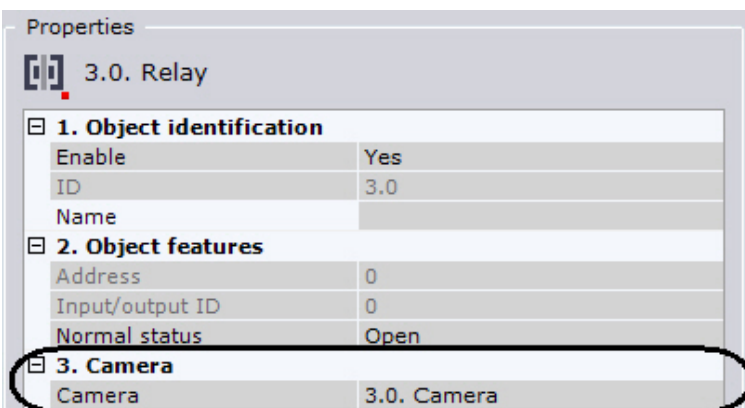 Properties
3.0. Relay
1. Object identification
Enable Yes
ID 3.0
Name
2. Object features
Address 0
Input/output ID 0
Normal status Open
3. Camera
Camera 3.0. Camera